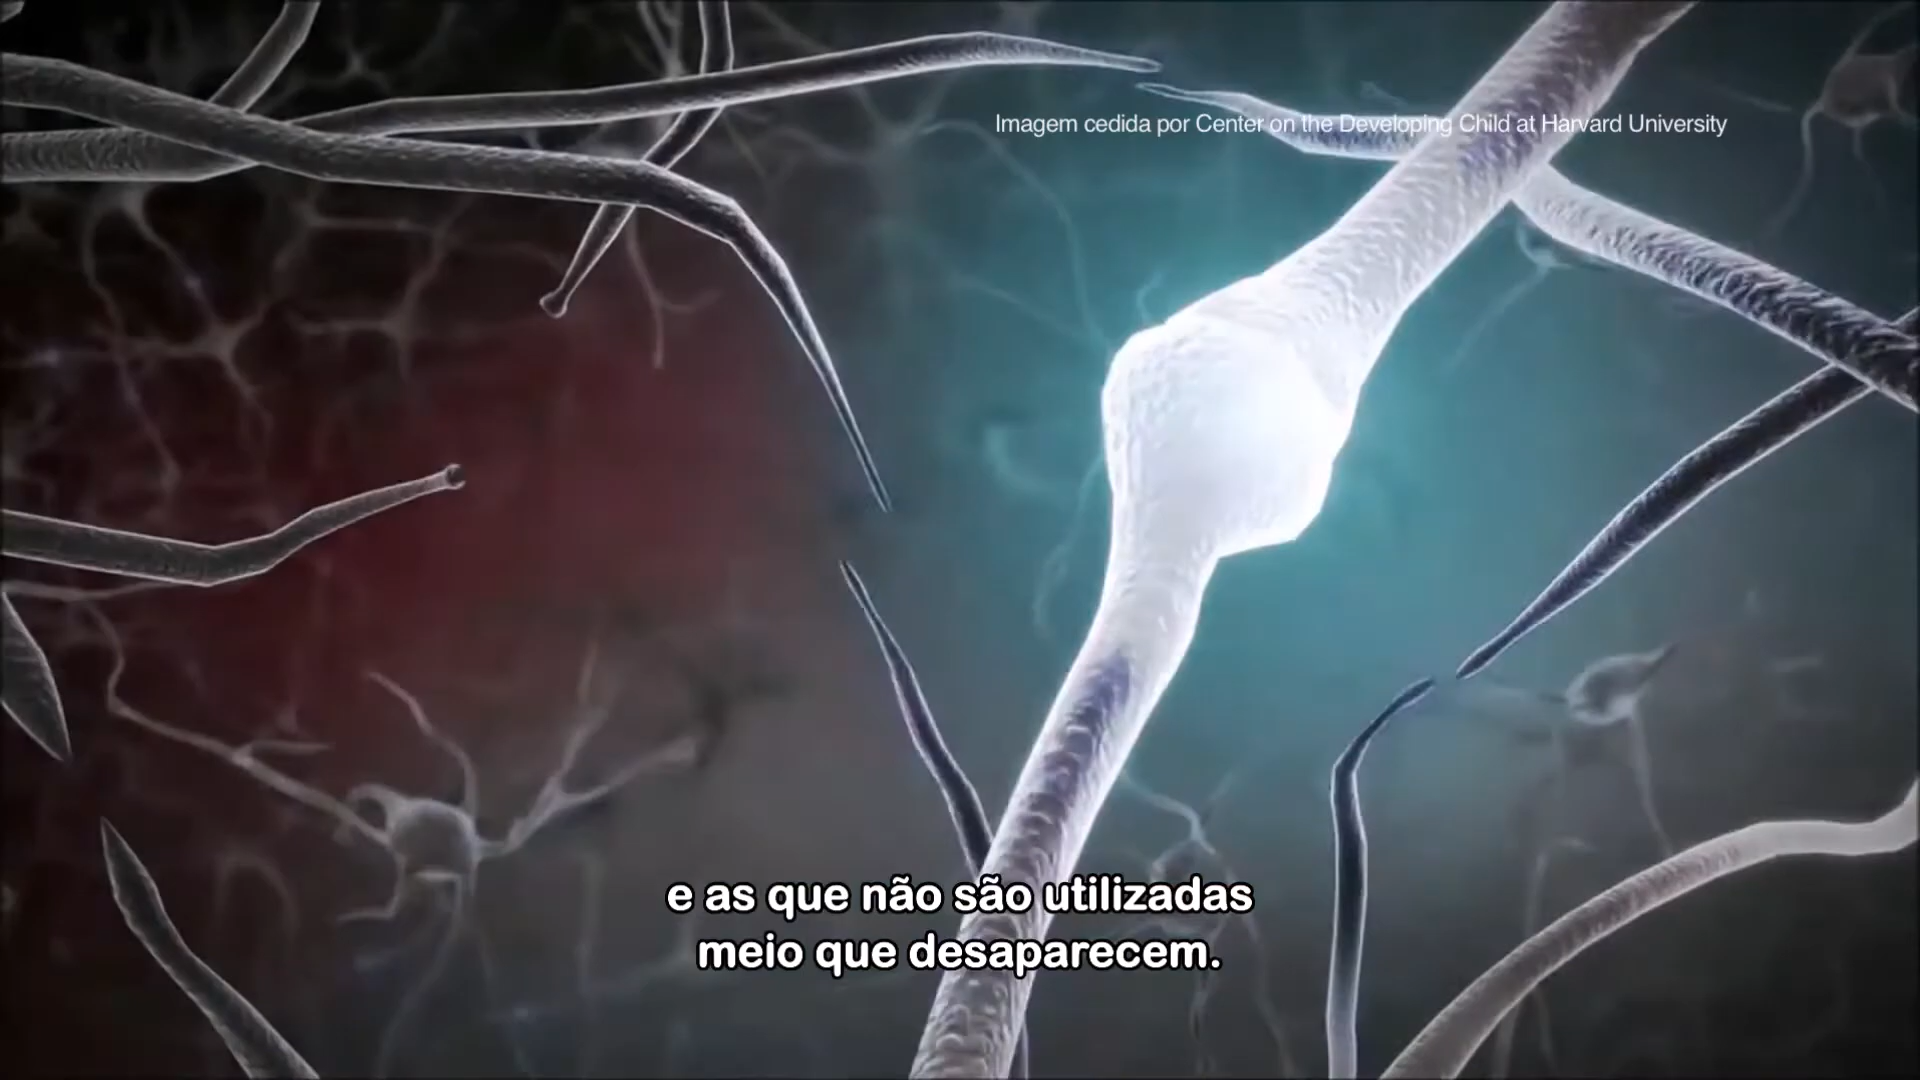 Imagem cedida por Center on the Developing Child at Harvard University
e as que não são utilizadas
meio que desaparecem.